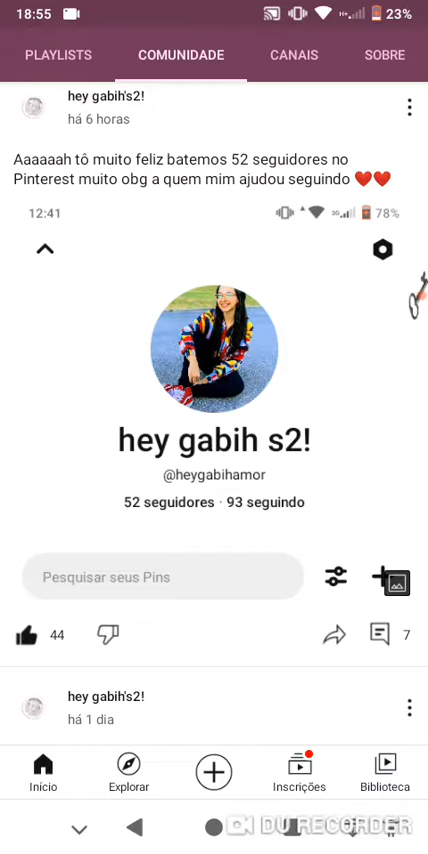 18:55 23%
PLAYLISTS COMUNIDADE CANAIS SOBRE
hey gabih's2!
há 6 horas
Aaaaaah tô muito feliz batemos 52 seguidores no
Pinterest muito obg a quem mim ajudou seguindo ❤️❤️
12:41 3G 78%
hey gabih s2!
@heygabihamor
52 seguidores · 93 seguindo
Pesquisar seus Pins
44 7
hey gabih's2!
há 1 dia
Início Explorar Inscrições Biblioteca
DU RECORDER